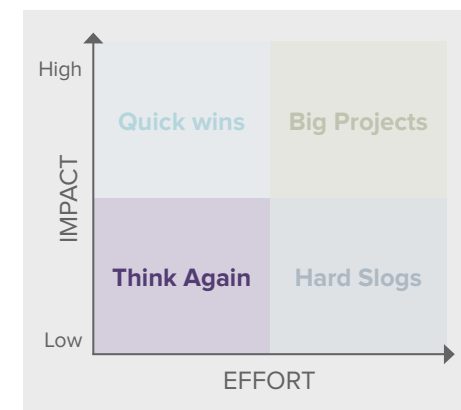 High
Quick wins
Big Projects
IMPACT
Think Again
Hard Slogs
Low
EFFORT